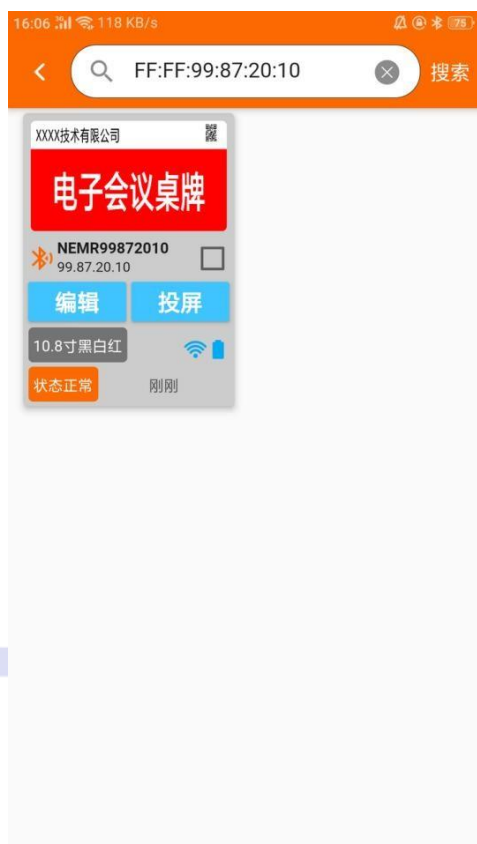 16:06 118 KB/s 75
FF:FF:99:87:20:10 搜索
XXXX技术有限公司
电子会议桌牌
NEMR99872010
99.87.20.10
编辑 投屏
10.8寸黑白红
状态正常 刚刚